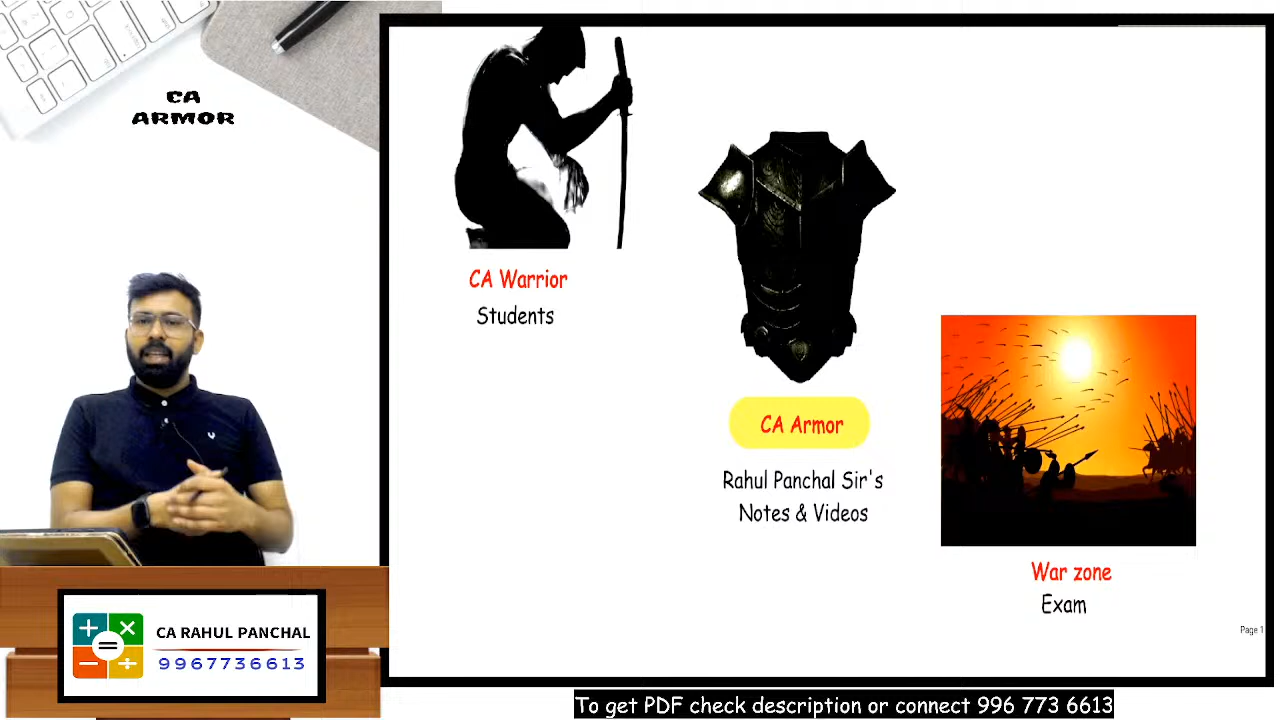 CA
ARMOR
CA Warrior
Students
CA Armor
Rahul Panchal Sir's
Notes & Videos
War zone
Exam
Page 1
CA RAHUL PANCHAL
9967736613
To get PDF check description or connect 996 773 6613